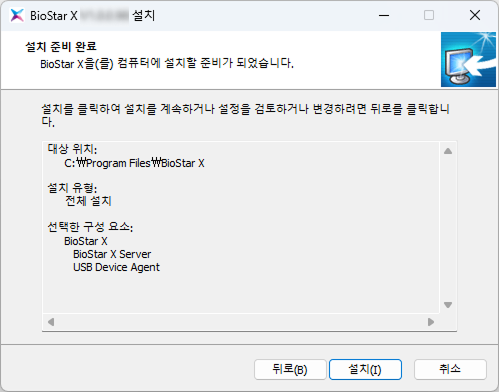 BioStar X 설치
설치 준비 완료
BioStar X을(를) 컴퓨터에 설치할 준비가 되었습니다.
설치를 클릭하여 설치를 계속하거나 설정을 검토하거나 변경하려면 뒤로를 클릭합니
다.
대상 위치:
C:₩Program Files₩BioStar X
설치 유형:
전체 설치
선택한 구성 요소:
BioStar X
BioStar X Server
USB Device Agent
뒤로(B) 설치(I) 취소